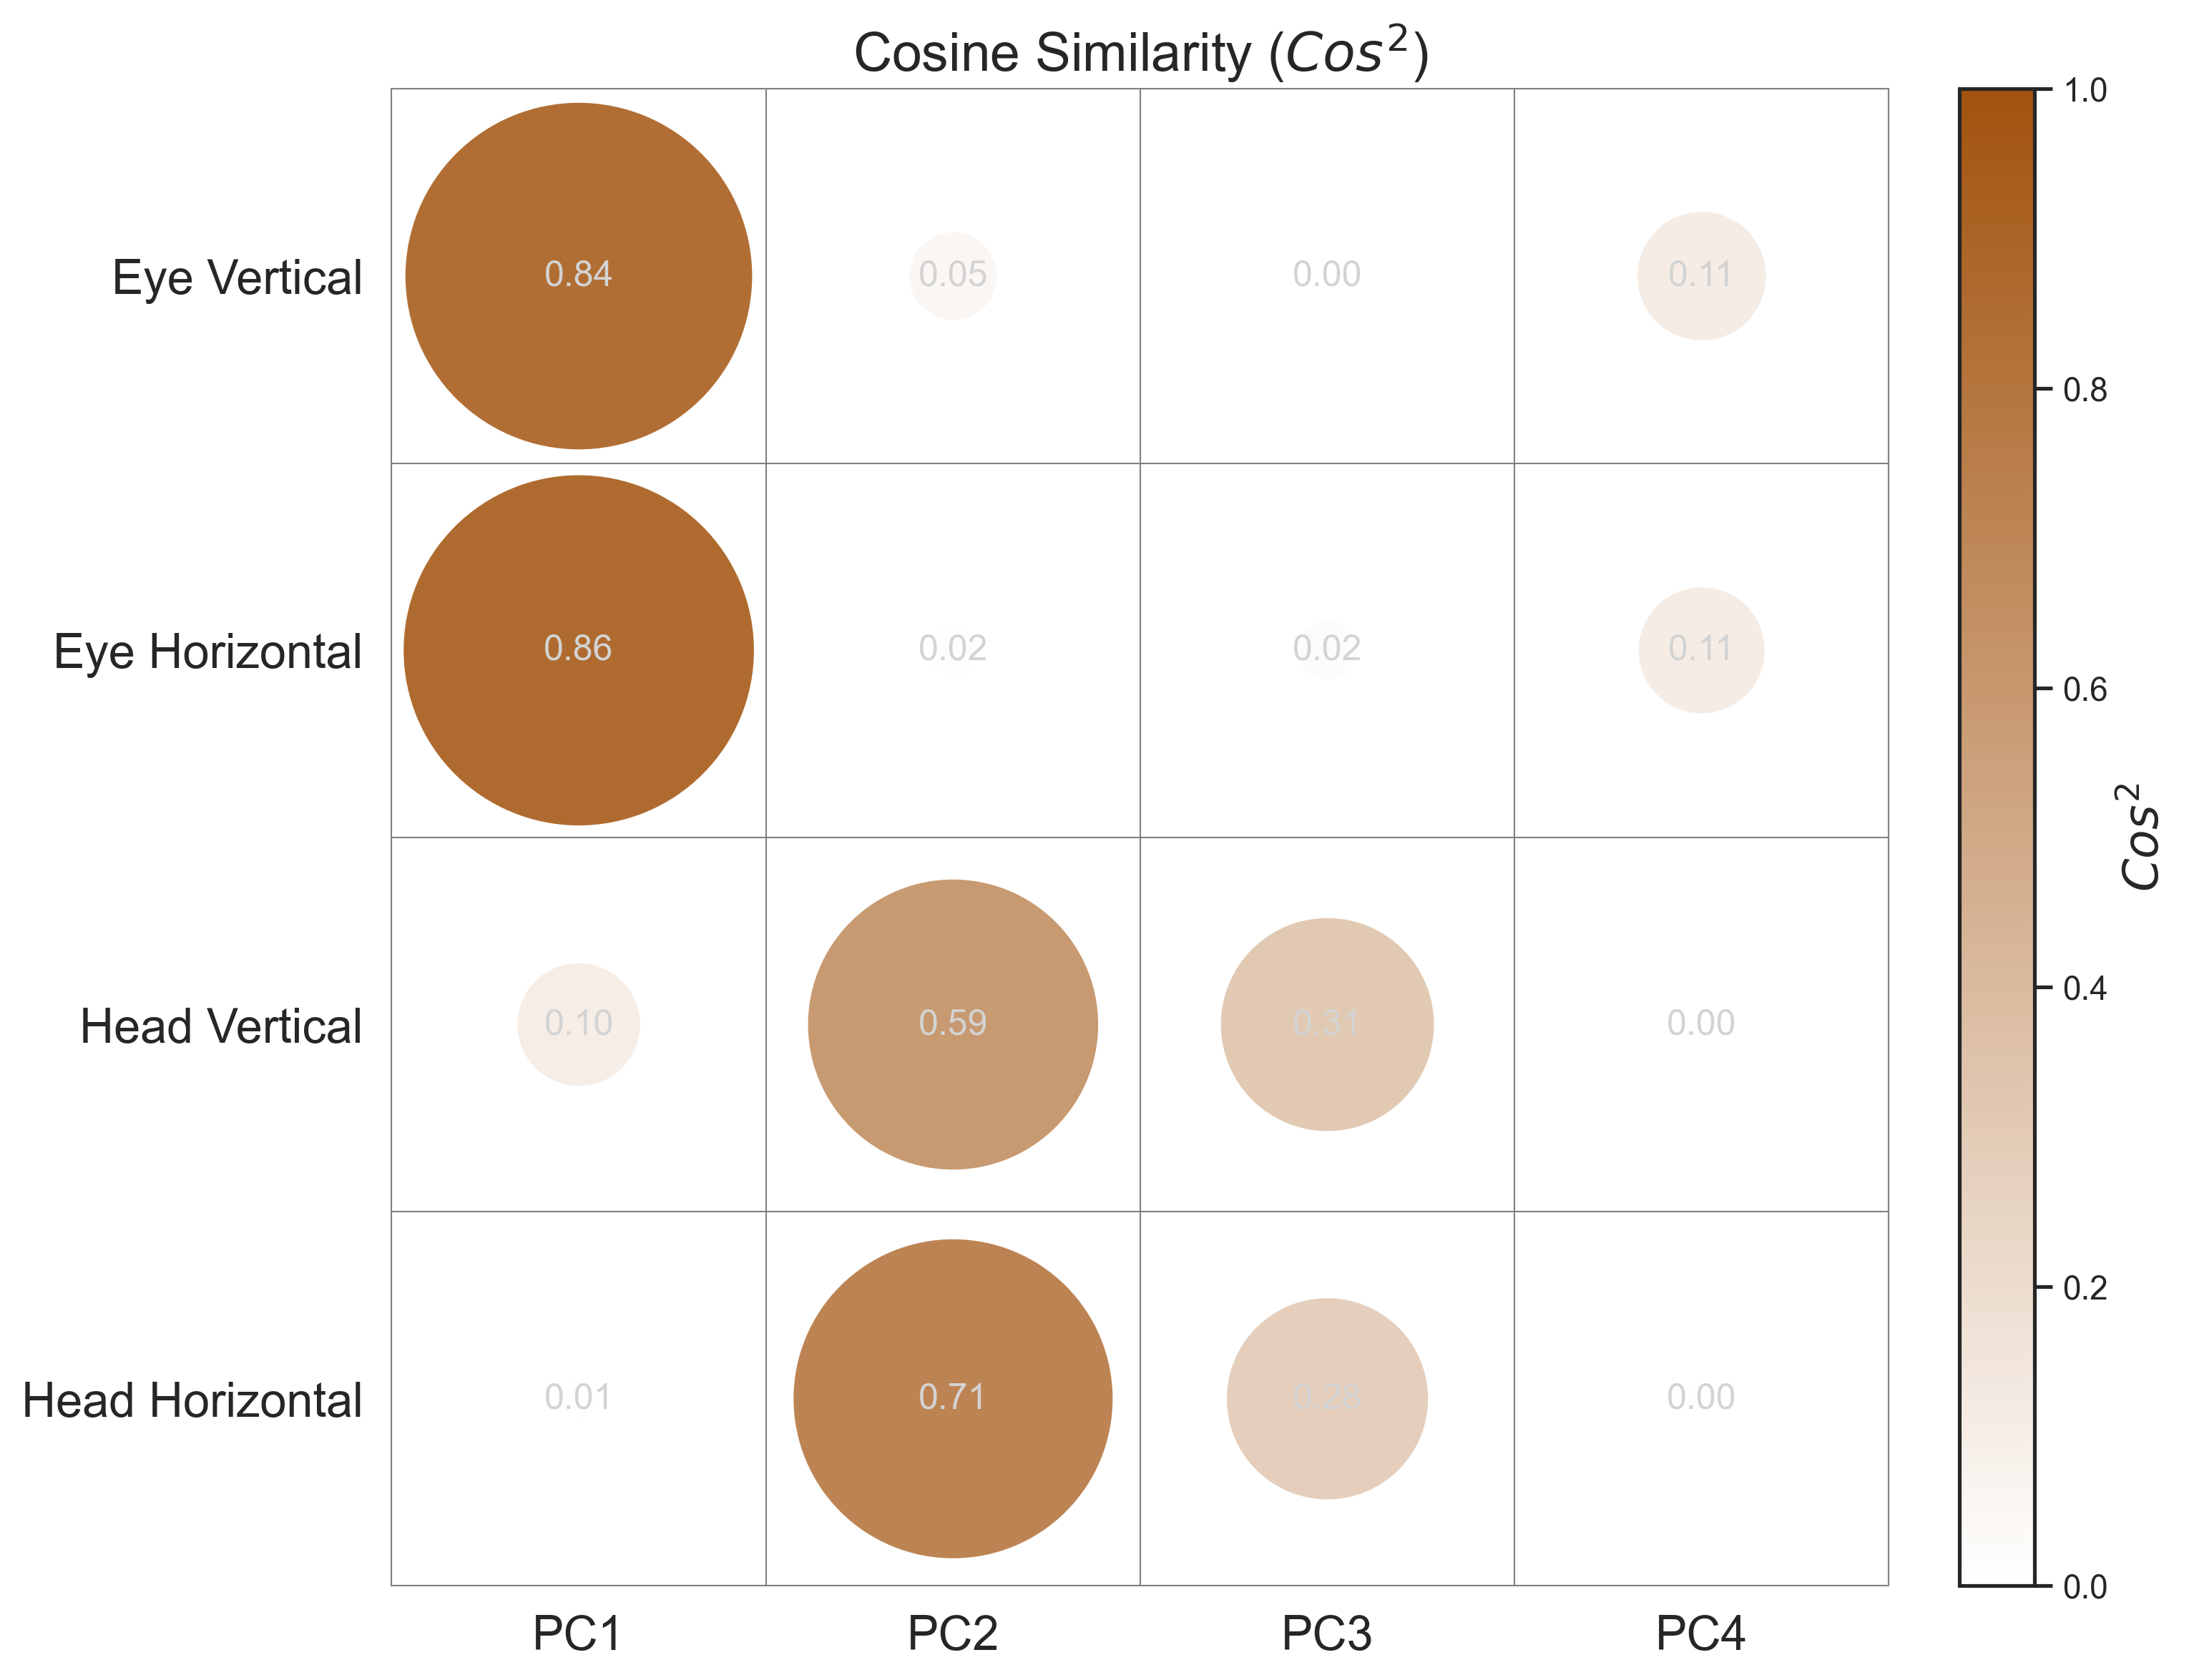 Cosine Similarity (Cos²)
Eye Vertical 0.84 0.05 0.00 0.11
Eye Horizontal 0.86 0.02 0.02 0.11
Head Vertical 0.10 0.59 0.31 0.00
Head Horizontal 0.01 0.71 0.28 0.00
PC1 PC2 PC3 PC4
1.0
0.8
0.6
0.4
0.2
0.0
Cos²